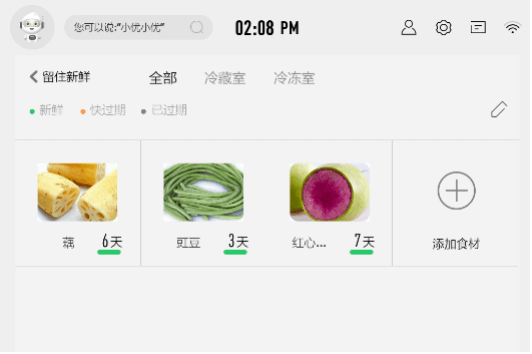 您可以说:“小优小优” 02:08 PM
留住新鲜 全部 冷藏室 冷冻室
新鲜 快过期 已过期
藕 6天 豇豆 3天 红心... 7天 添加食材